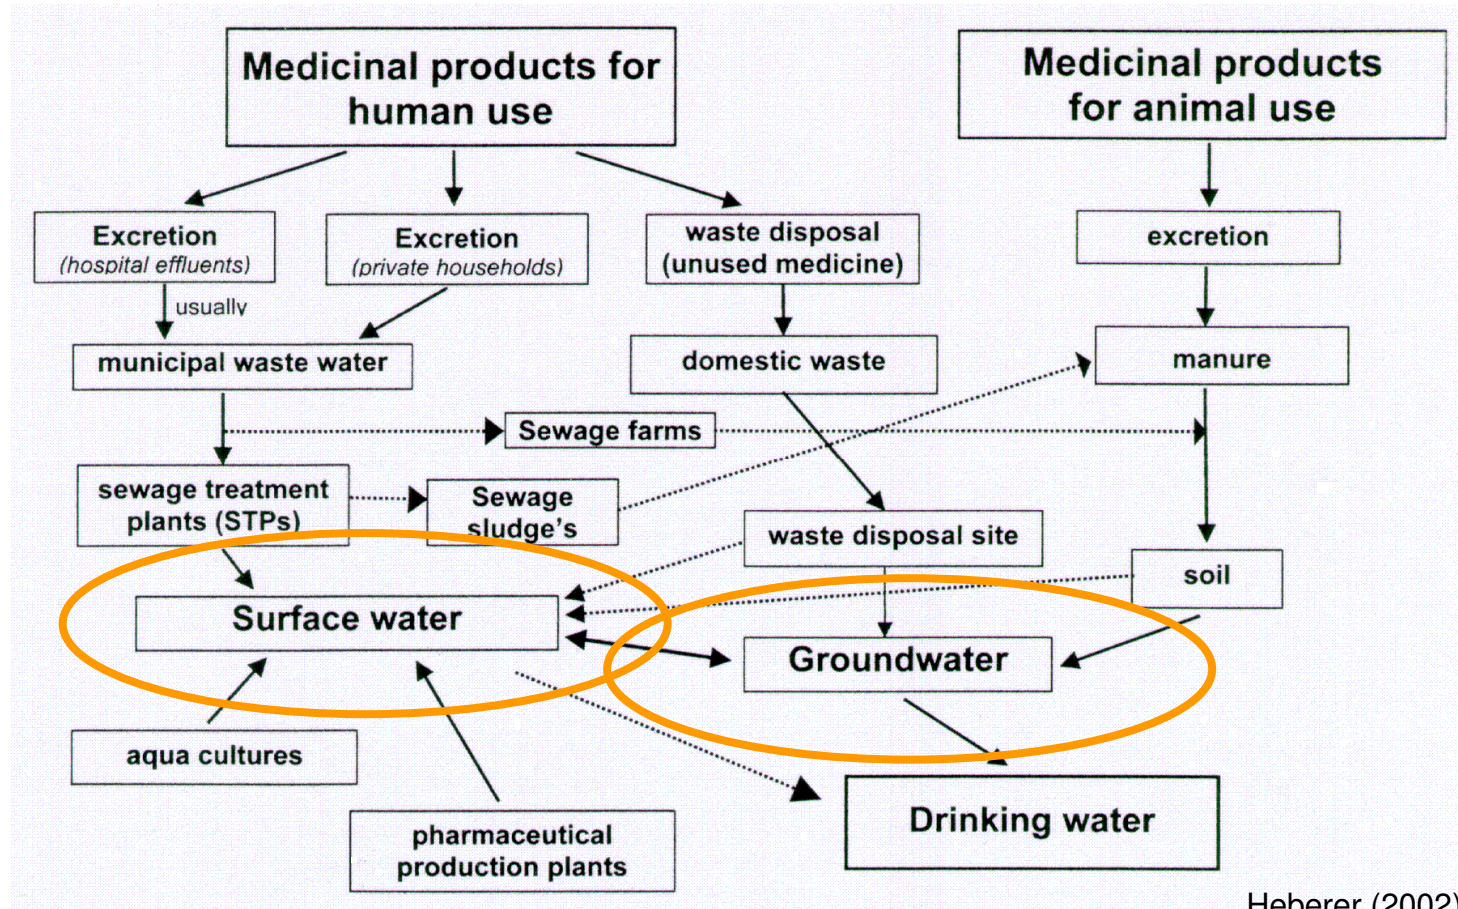 Medicinal products for
human use
Medicinal products
for animal use
Excretion
(hospital effluents)
Excretion
(private households)
waste disposal
(unused medicine)
excretion
usually
municipal waste water
domestic waste
manure
Sewage farms
sewage treatment
plants (STPs)
Sewage
sludge's
waste disposal site
soil
Surface water
Groundwater
aqua cultures
Drinking water
pharmaceutical
production plants
Heberer (2002)